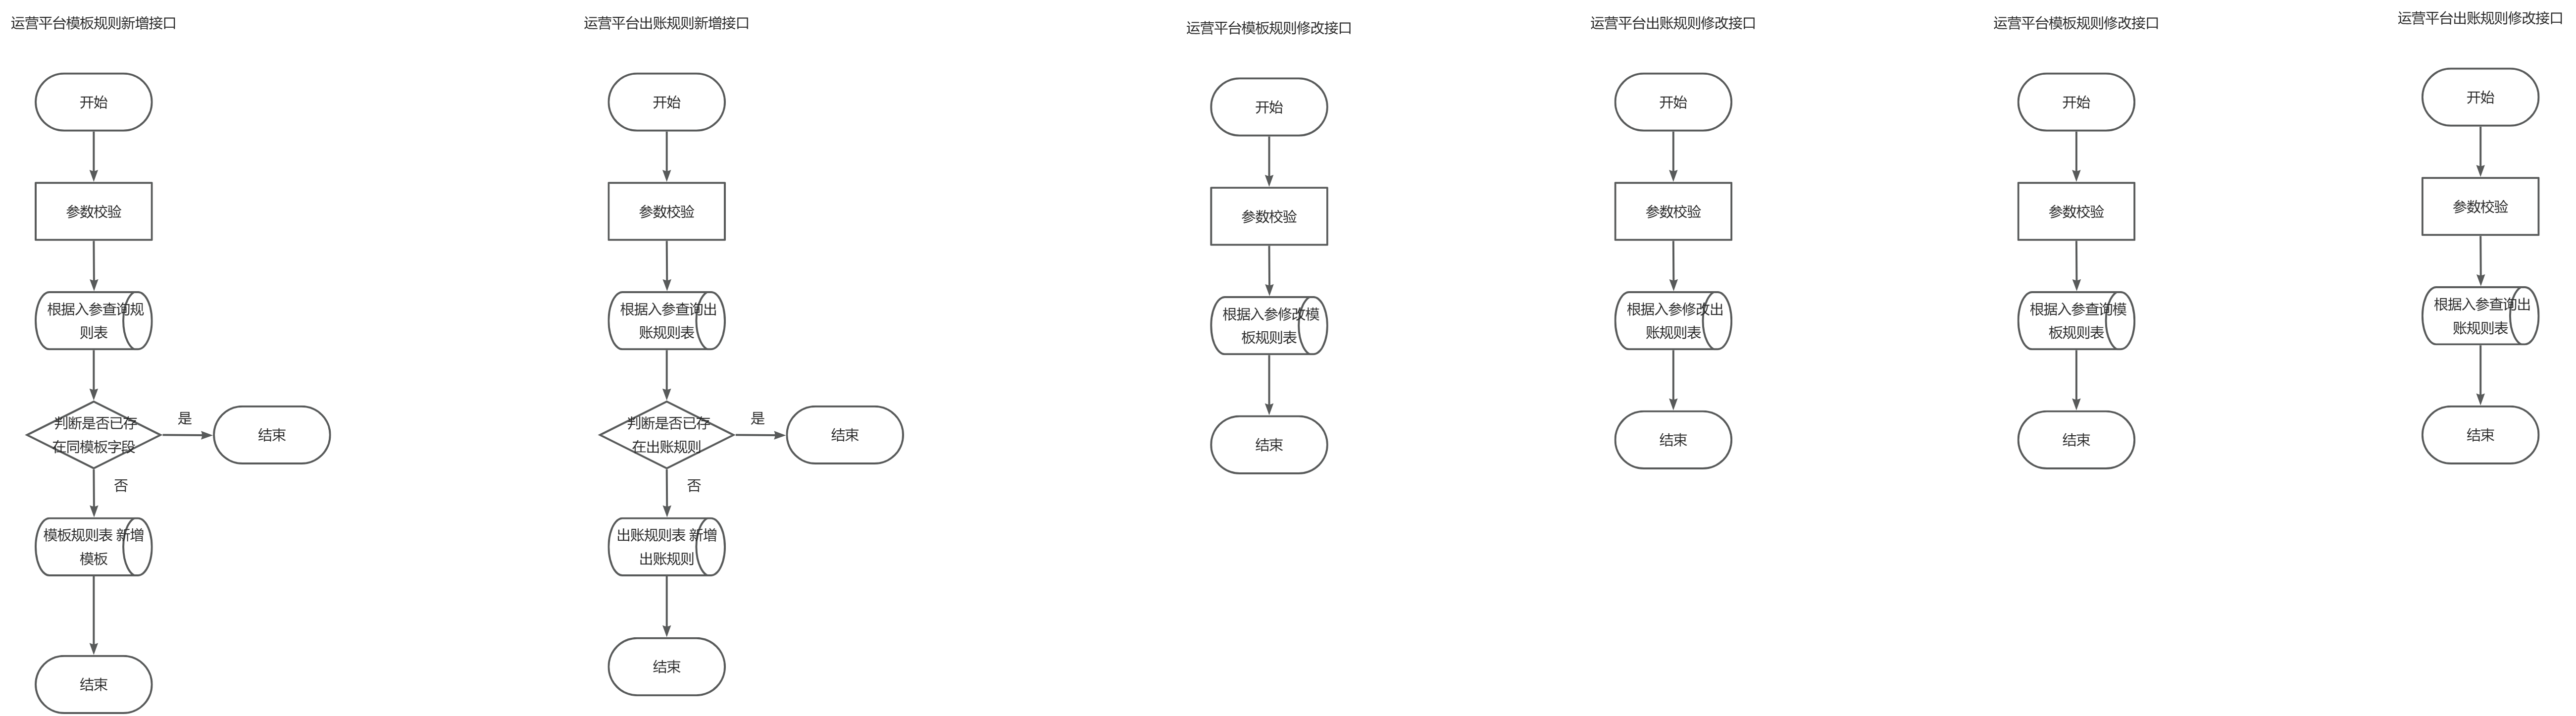 运营平台模板规则新增接口
开始
参数校验
根据入参查询规
则表
判断是否已存
在同模板字段
是
结束
否
模板规则表 新增
模板
结束
运营平台出账规则新增接口
开始
参数校验
根据入参查询出
账规则表
判断是否已存
在出账规则
是
结束
否
出账规则表 新增
出账规则
结束
运营平台模板规则修改接口
开始
参数校验
根据入参修改模
板规则表
结束
运营平台出账规则修改接口
开始
参数校验
根据入参修改出
账规则表
结束
运营平台模板规则修改接口
开始
参数校验
根据入参查询模
板规则表
结束
运营平台出账规则修改接口
开始
参数校验
根据入参查询出
账规则表
结束